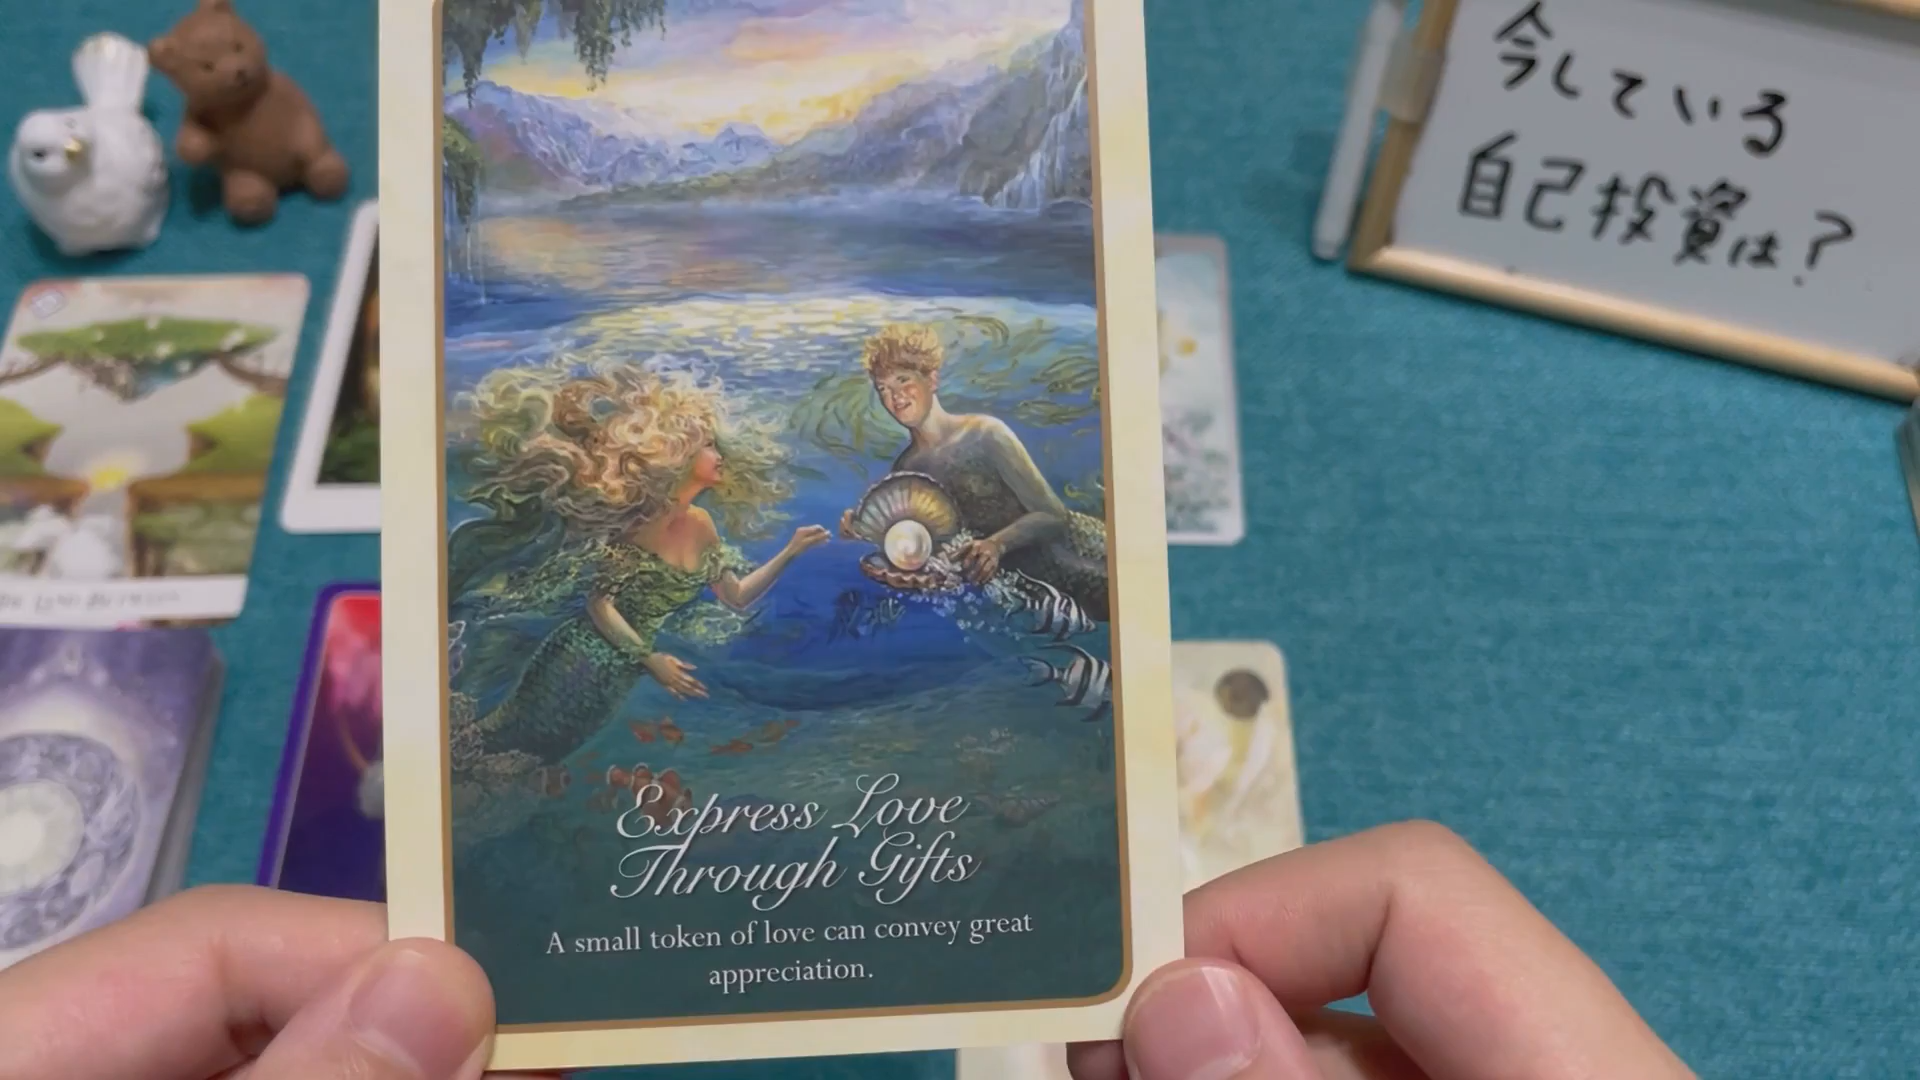 今している
自己投資は?
Express Love
Through Gifts
A small token of love can convey great
appreciation.